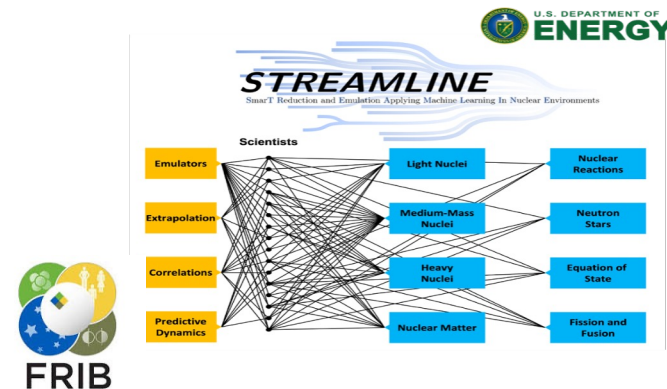 U.S. DEPARTMENT OF
ENERGY
STREAMLINE
SmarT Reduction and Emulation Applying Machine Learning In Nuclear Environments
Scientists
Emulators
Extrapolation
Correlations
Predictive
Dynamics
Light Nuclei
Medium-Mass
Nuclei
Heavy
Nuclei
Nuclear Matter
Nuclear
Reactions
Neutron
Stars
Equation of
State
Fission and
Fusion
FRIB